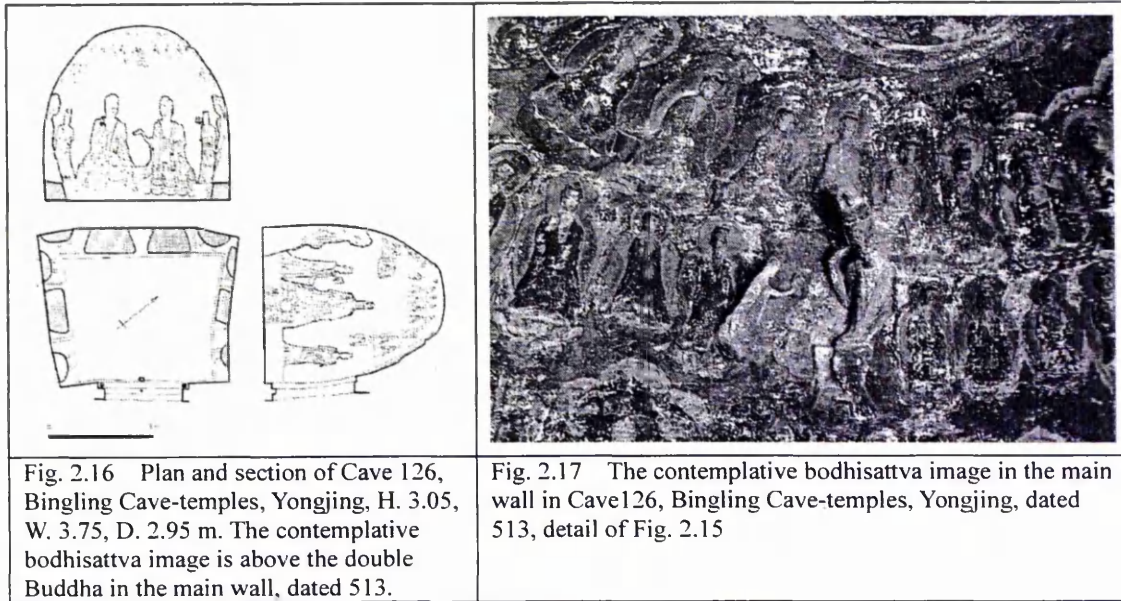 Fig. 2.16 Plan and section of Cave 126,
Bingling Cave-temples, Yongjing, H. 3.05,
W. 3.75, D. 2.95 m. The contemplative
bodhisattva image is above the double
Buddha in the main wall, dated 513.
Fig. 2.17 The contemplative bodhisattva image in the main
wall in Cave126, Bingling Cave-temples, Yongjing, dated
513, detail of Fig. 2.15